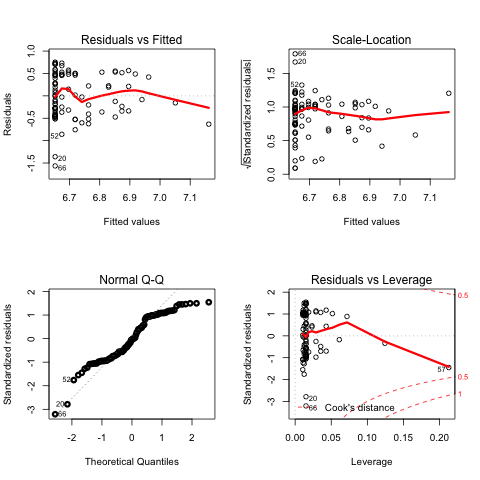 Residuals vs Fitted
Residuals
1.0
0.5
-0.5
-1.5
52
20
66
6.7 6.8 6.9 7.0 7.1
Fitted values
Scale-Location
√|Standardized residuals|
1.5
1.0
0.5
0.0
66
20
52
6.7 6.8 6.9 7.0 7.1
Fitted values
Normal Q-Q
Standardized residuals
2
1
0
-1
-2
-3
52
20
66
-2 -1 0 1 2
Theoretical Quantiles
Residuals vs Leverage
Standardized residuals
2
1
0
-1
-2
-3
0.5
57
0.5
20
66
Cook's distance
1
0.00 0.05 0.10 0.15 0.20
Leverage